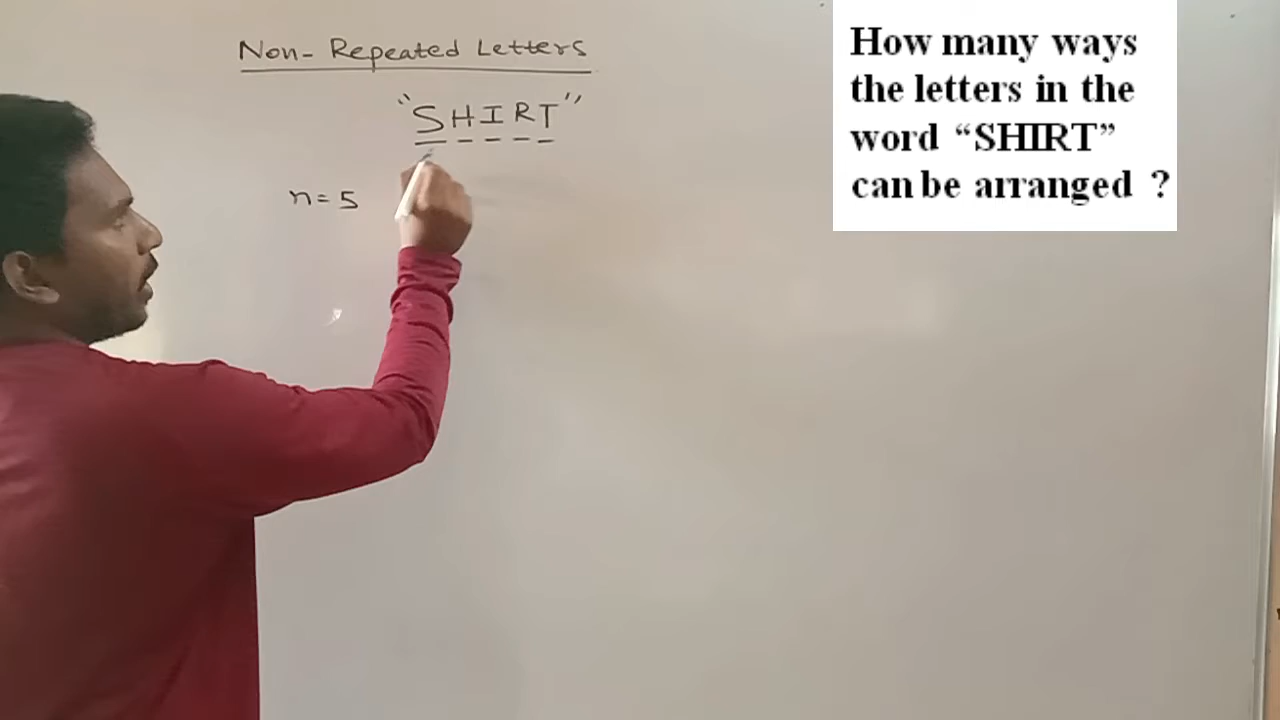 Non- Repeated Letters
"SHIRT"
n = 5
How many ways
the letters in the
word “SHIRT”
can be arranged ?